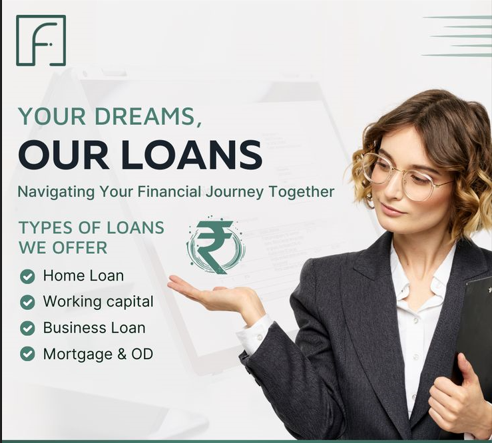 YOUR DREAMS,
OUR LOANS
Navigating Your Financial Journey Together
TYPES OF LOANS
WE OFFER
₹
Home Loan
Working capital
Business Loan
Mortgage & OD